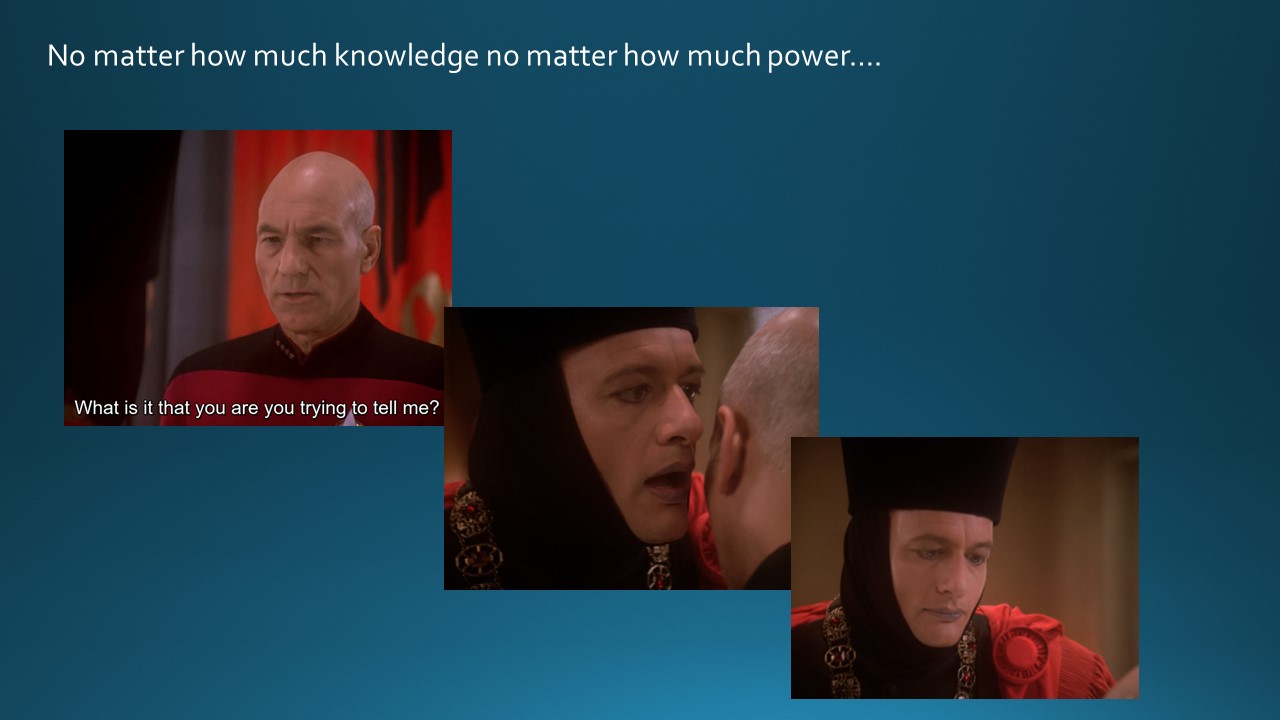 No matter how much knowledge no matter how much power....
What is it that you are you trying to tell me?